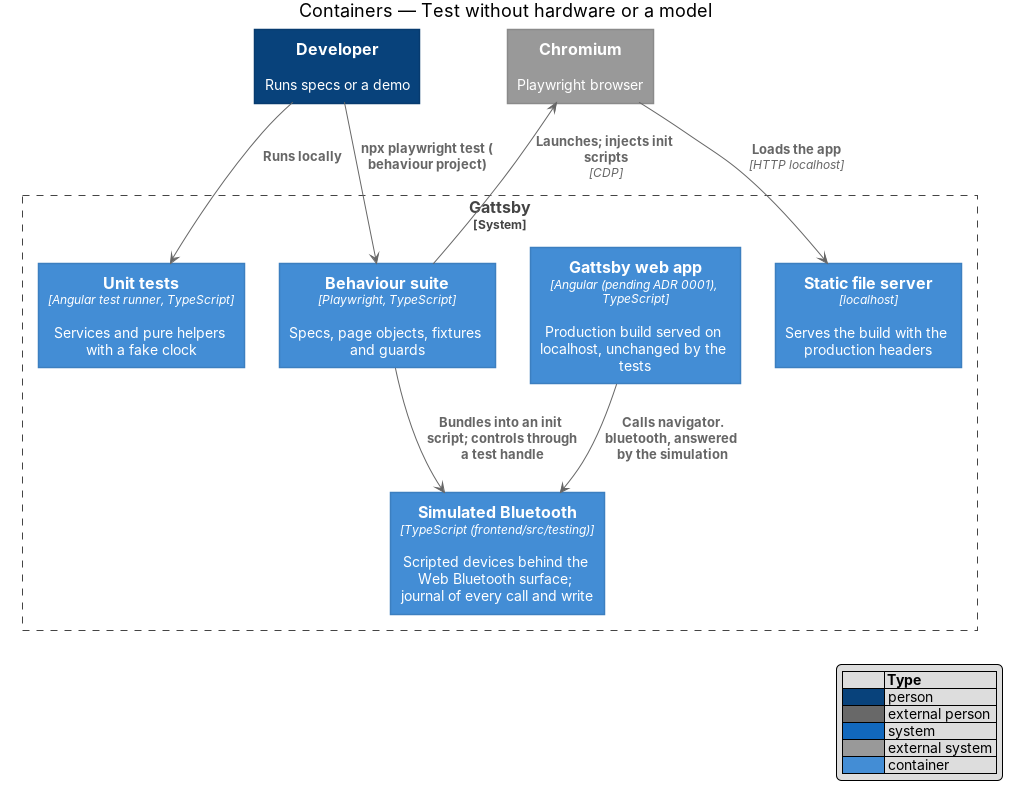 Containers — Test without hardware or a model
Developer
Runs specs or a demo
Chromium
Playwright browser
Runs locally
npx playwright test (
behaviour project)
Launches; injects init
scripts
[CDP]
Loads the app
[HTTP localhost]
Gattsby
[System]
Unit tests
[Angular test runner, TypeScript]
Services and pure helpers
with a fake clock
Behaviour suite
[Playwright, TypeScript]
Specs, page objects, fixtures
and guards
Gattsby web app
[Angular (pending ADR 0001),
TypeScript]
Production build served on
localhost, unchanged by the
tests
Static file server
[localhost]
Serves the build with the
production headers
Bundles into an init
script; controls through
a test handle
Calls navigator.
bluetooth, answered
by the simulation
Simulated Bluetooth
[TypeScript (frontend/src/testing)]
Scripted devices behind the
Web Bluetooth surface;
journal of every call and write
Type
person
external person
system
external system
container